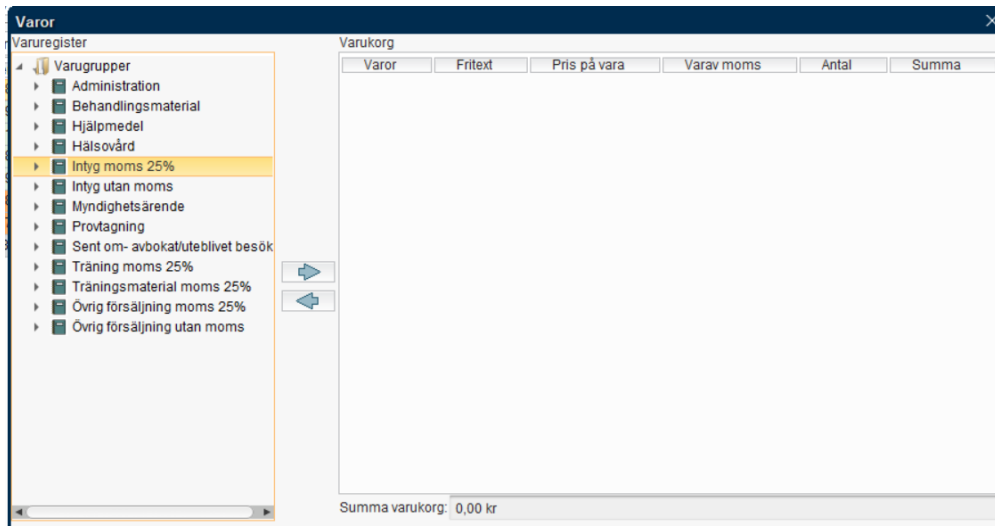 Varor
Varuregister
Varugrupper
Administration
Behandlingsmaterial
Hjälpmedel
Hälsovård
Intyg moms 25%
Intyg utan moms
Myndighetsärende
Provtagning
Sent om- avbokat/uteblivet besök
Träning moms 25%
Träningsmaterial moms 25%
Övrig försäljning moms 25%
Övrig försäljning utan moms
Varukorg
Varor Fritext Pris på vara Varav moms Antal Summa
Summa varukorg: 0,00 kr